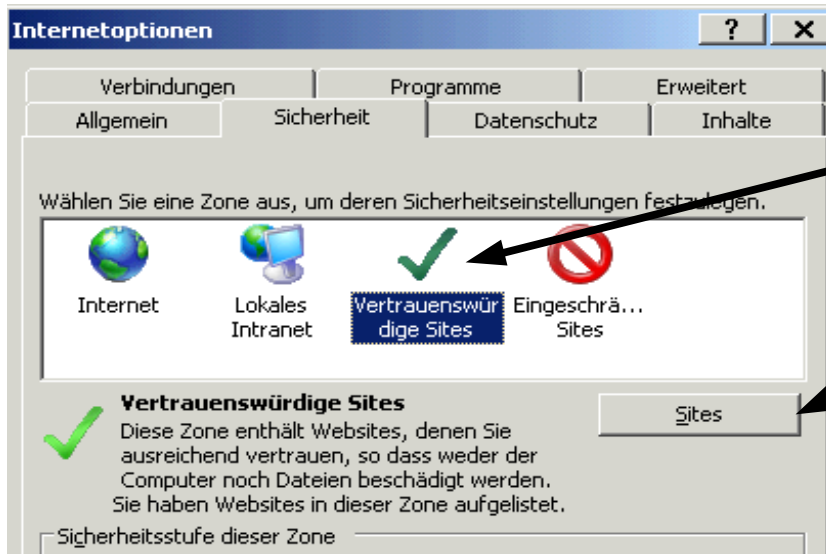 Internetoptionen
? X
Verbindungen Programme Erweitert
Allgemein Sicherheit Datenschutz Inhalte
Wählen Sie eine Zone aus, um deren Sicherheitseinstellungen festzulegen.
Internet Lokales Vertrauenswür Eingeschrä...
Intranet dige Sites Sites
Vertrauenswürdige Sites
Sites
Diese Zone enthält Websites, denen Sie
ausreichend vertrauen, so dass weder der
Computer noch Dateien beschädigt werden.
Sie haben Websites in dieser Zone aufgelistet.
Sicherheitsstufe dieser Zone